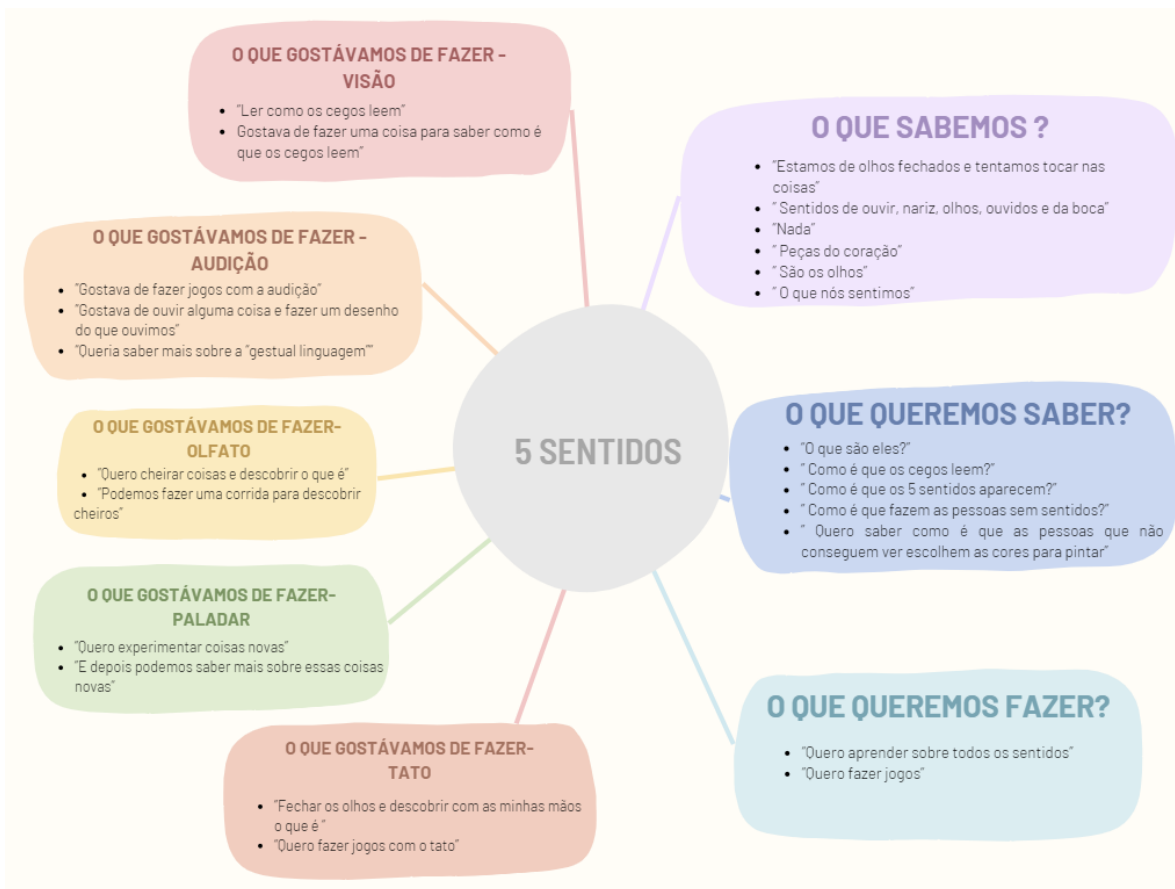 O QUE GOSTÁVAMOS DE FAZER -
VISÃO
• "Ler como os cegos leem"
• Gostava de fazer uma coisa para saber como é
que os cegos leem"
O QUE SABEMOS ?
• "Estamos de olhos fechados e tentamos tocar nas
coisas"
• " Sentidos de ouvir, nariz, olhos, ouvidos e da boca"
• "Nada"
• " Peças do coração"
• " São os olhos"
• " O que nós sentimos"
O QUE GOSTÁVAMOS DE FAZER -
AUDIÇÃO
• "Gostava de fazer jogos com a audição"
• "Gostava de ouvir alguma coisa e fazer um desenho
do que ouvimos"
• "Queria saber mais sobre a "gestual linguagem""
5 SENTIDOS
O QUE QUEREMOS SABER?
• "O que são eles?"
• " Como é que os cegos leem?"
• " Como é que os 5 sentidos aparecem?"
• " Como é que fazem as pessoas sem sentidos?"
• " Quero saber como é que as pessoas que não
conseguem ver escolhem as cores para pintar"
O QUE GOSTÁVAMOS DE FAZER-
OLFATO
• "Quero cheirar coisas e descobrir o que é"
• "Podemos fazer uma corrida para descobrir
cheiros"
O QUE GOSTÁVAMOS DE FAZER-
PALADAR
• "Quero experimentar coisas novas"
• "E depois podemos saber mais sobre essas coisas
novas"
O QUE QUEREMOS FAZER?
• "Quero aprender sobre todos os sentidos"
• "Quero fazer jogos"
O QUE GOSTÁVAMOS DE FAZER-
TATO
• "Fechar os olhos e descobrir com as minhas mãos
o que é "
• "Quero fazer jogos com o tato"